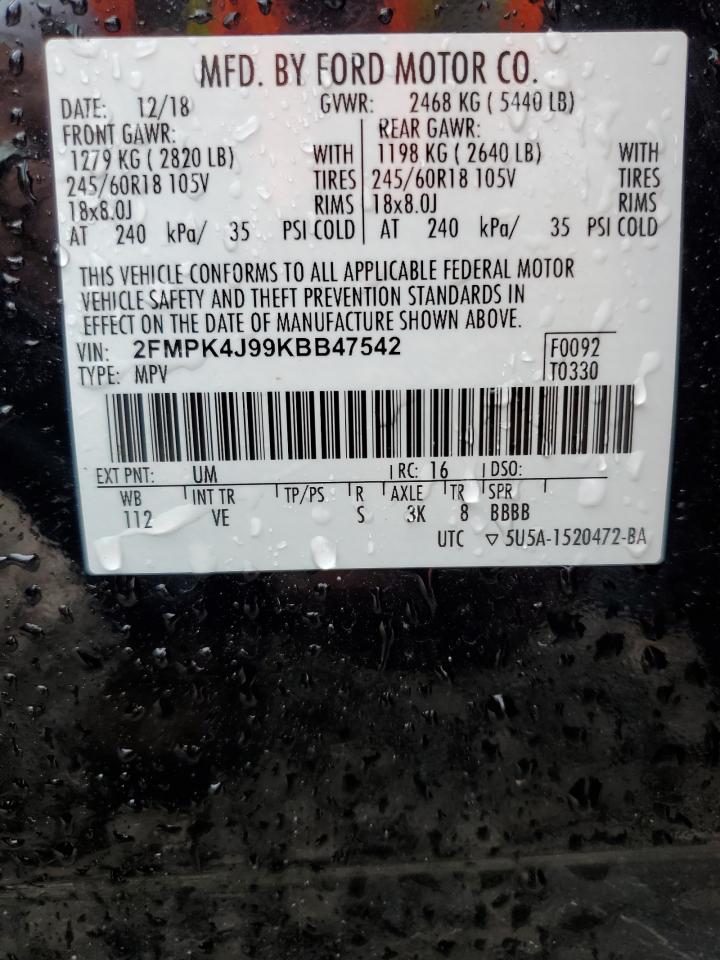 MFD. BY FORD MOTOR CO.
DATE: 12/18 GVWR: 2468 KG ( 5440 LB)
FRONT GAWR: REAR GAWR:
1279 KG ( 2820 LB) WITH 1198 KG ( 2640 LB) WITH
245/60R18 105V TIRES 245/60R18 105V TIRES
18x8.0J RIMS 18x8.0J RIMS
AT 240 kPa/ 35 PSI COLD AT 240 kPa/ 35 PSI COLD
THIS VEHICLE CONFORMS TO ALL APPLICABLE FEDERAL MOTOR
VEHICLE SAFETY AND THEFT PREVENTION STANDARDS IN
EFFECT ON THE DATE OF MANUFACTURE SHOWN ABOVE.
VIN: 2FMPK4J99KBB47542 F0092
TYPE: MPV T0330
EXT PNT: UM RC: 16 DSO:
WB INT TR TP/PS R AXLE TR SPR
112 VE S 3K 8 BBBB
UTC ▽ 5U5A-1520472-BA